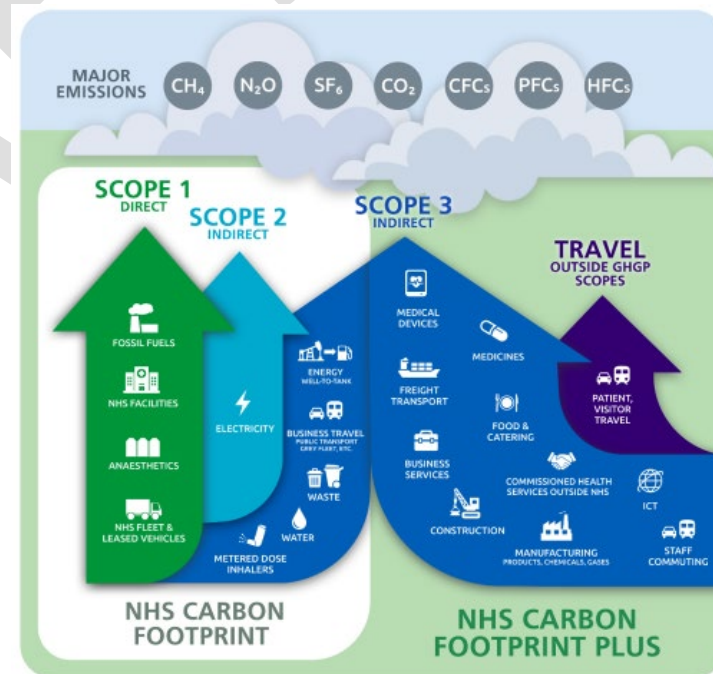 MAJOR
EMISSIONS
CH₄
N₂O
SF₆
CO₂
CFCs
PFCs
HFCs
SCOPE 1
DIRECT
SCOPE 2
INDIRECT
SCOPE 3
INDIRECT
TRAVEL
OUTSIDE GHGP
SCOPES
FOSSIL FUELS
NHS FACILITIES
ANAESTHETICS
NHS FLEET &
LEASED VEHICLES
ELECTRICITY
ENERGY
WELL-TO-TANK
BUSINESS TRAVEL
PUBLIC TRANSPORT
GREY FLEET, ETC.
WASTE
WATER
METERED DOSE
INHALERS
MEDICAL
DEVICES
MEDICINES
FREIGHT
TRANSPORT
FOOD &
CATERING
BUSINESS
SERVICES
COMMISSIONED HEALTH
SERVICES OUTSIDE NHS
CONSTRUCTION
MANUFACTURING
PRODUCTS, CHEMICALS, GASES
PATIENT,
VISITOR
TRAVEL
ICT
STAFF
COMMUTING
NHS CARBON
FOOTPRINT
NHS CARBON
FOOTPRINT PLUS